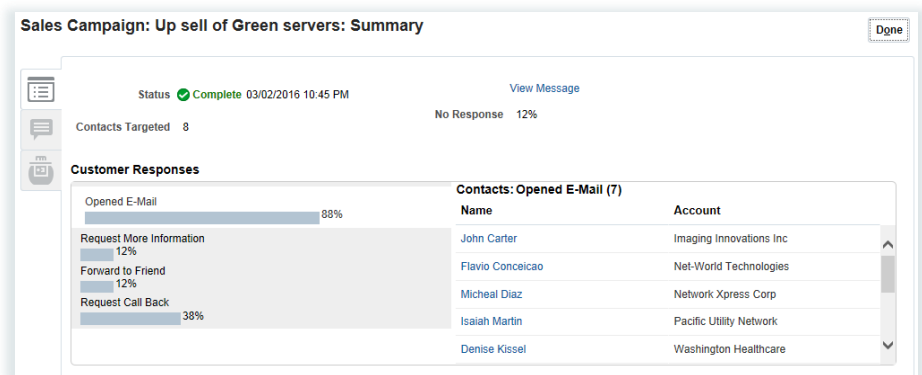 Sales Campaign: Up sell of Green servers: Summary
Done
Status Complete 03/02/2016 10:45 PM
View Message
Contacts Targeted 8
No Response 12%
Customer Responses
Opened E-Mail
88%
Request More Information
12%
Forward to Friend
12%
Request Call Back
38%
Contacts: Opened E-Mail (7)
Name Account
John Carter Imaging Innovations Inc
Flavio Conceicao Net-World Technologies
Micheal Diaz Network Xpress Corp
Isaiah Martin Pacific Utility Network
Denise Kissel Washington Healthcare